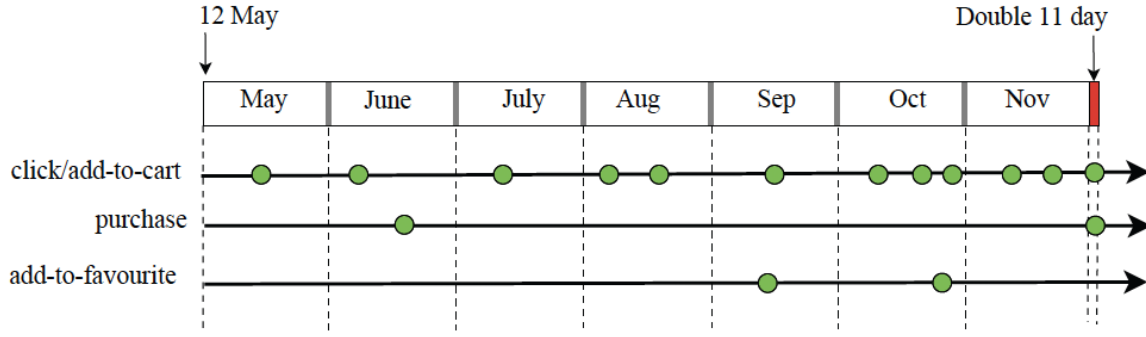 12 May
Double 11 day
May
June
July
Aug
Sep
Oct
Nov
click/add-to-cart
purchase
add-to-favourite